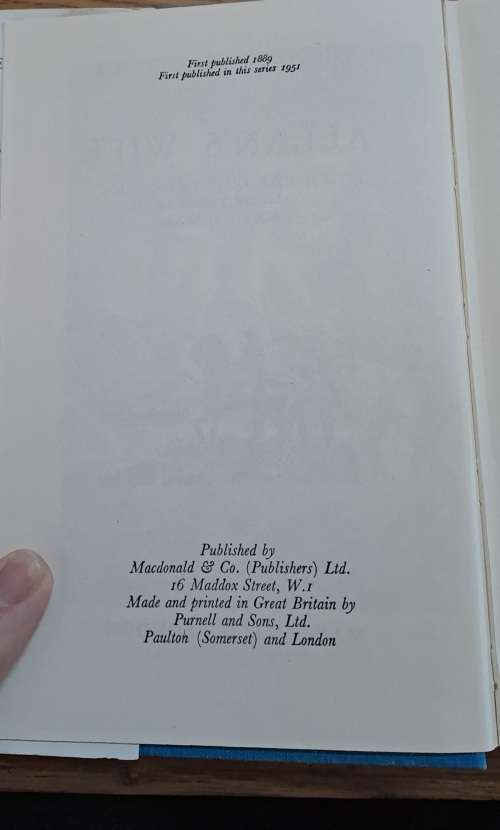 First published 1889
First published in this series 1951
Published by
Macdonald & Co. (Publishers) Ltd.
16 Maddox Street, W.1
Made and printed in Great Britain by
Purnell and Sons, Ltd.
Paulton (Somerset) and London